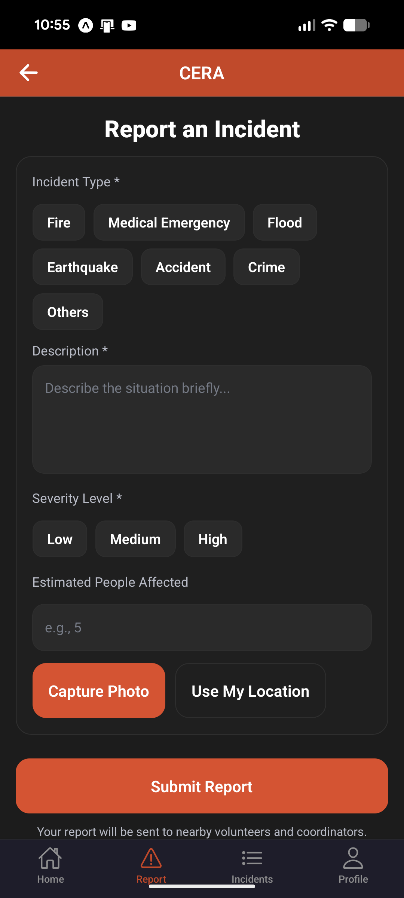 10:55
CERA
Report an Incident
Incident Type *
Fire Medical Emergency Flood
Earthquake Accident Crime
Others
Description *
Describe the situation briefly...
Severity Level *
Low Medium High
Estimated People Affected
e.g., 5
Capture Photo Use My Location
Submit Report
Your report will be sent to nearby volunteers and coordinators.
Home Report Incidents Profile